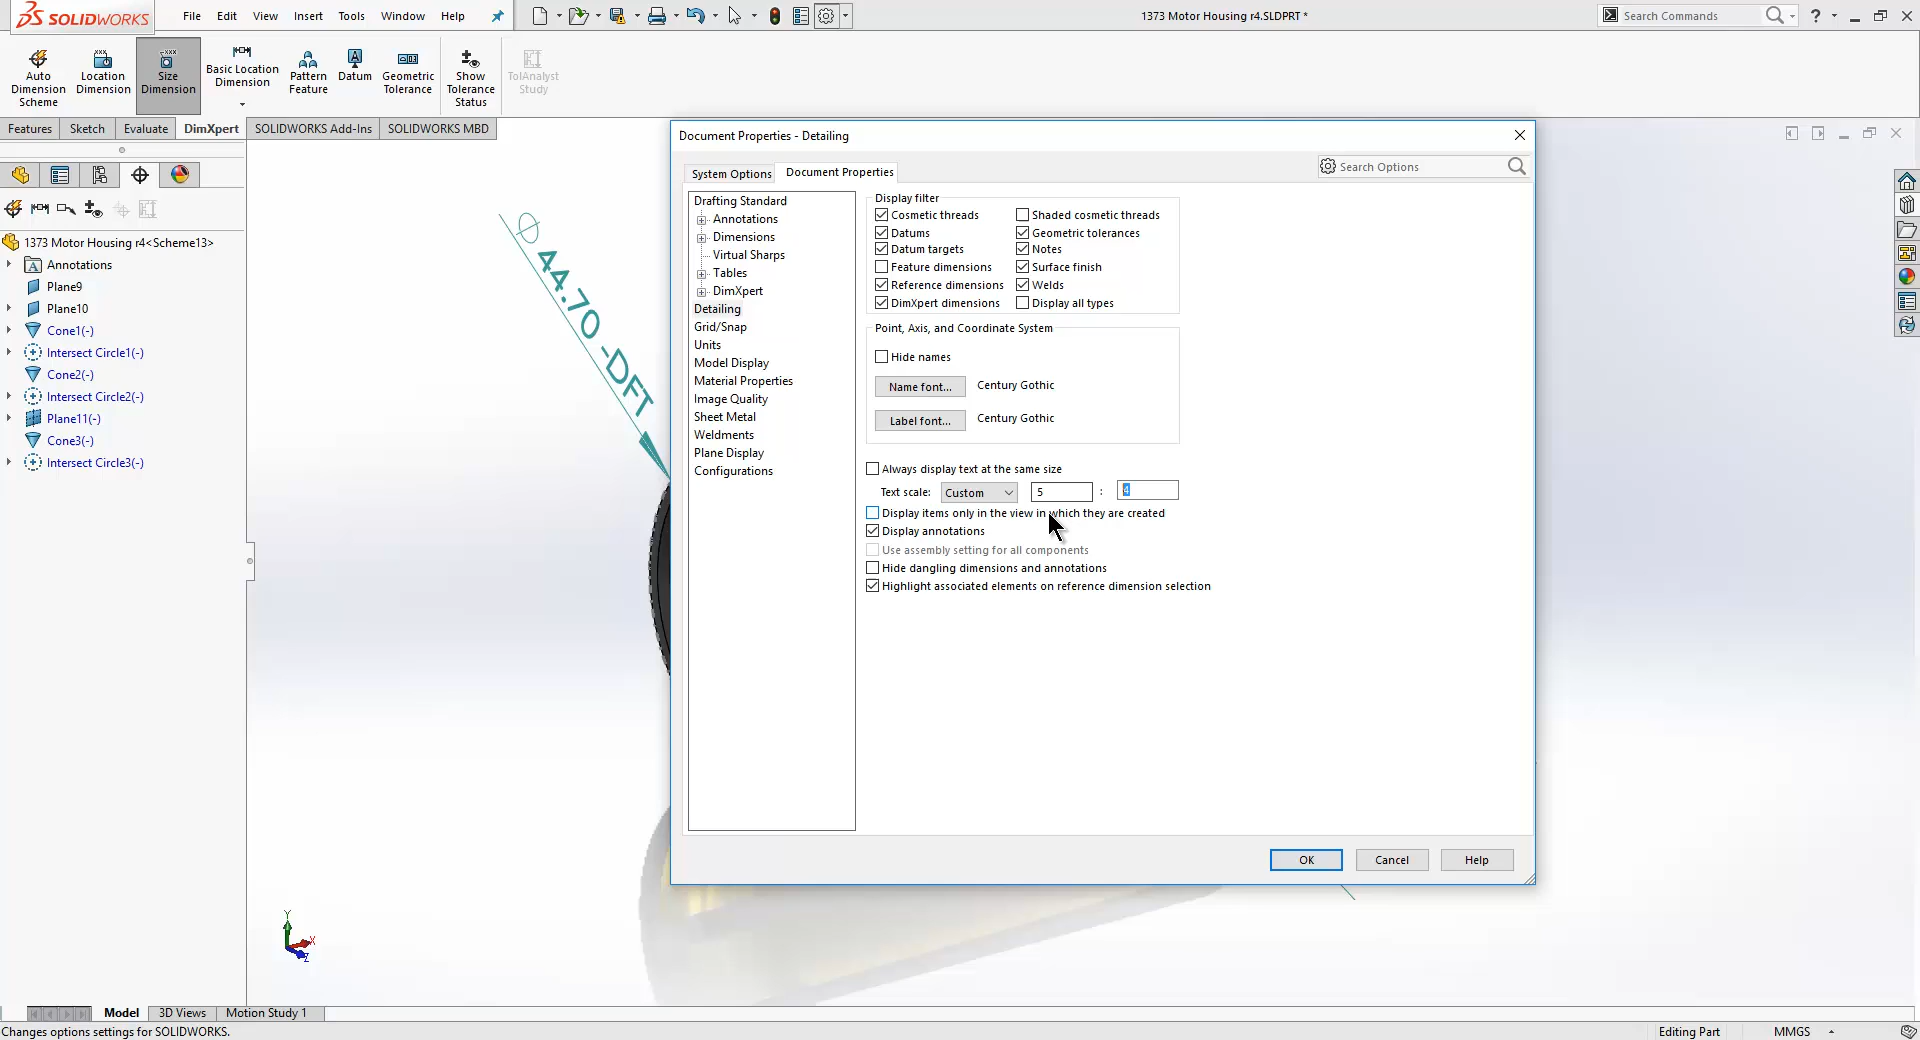 SOLIDWORKS
File Edit View Insert Tools Window Help
1373 Motor Housing r4.SLDPRT *
Search Commands
Auto Dimension Scheme
Location Dimension
Size Dimension
Basic Location Dimension
Pattern Feature
Datum
Geometric Tolerance
Show Tolerance Status
TolAnalyst Study
Features Sketch Evaluate DimXpert SOLIDWORKS Add-Ins SOLIDWORKS MBD
1373 Motor Housing r4<Scheme13>
Annotations
Plane9
Plane10
Cone1(-)
Intersect Circle1(-)
Cone2(-)
Intersect Circle2(-)
Plane11(-)
Cone3(-)
Intersect Circle3(-)
∅ 44.70 -DFT
Document Properties - Detailing
System Options Document Properties
Search Options
Drafting Standard
Annotations
Dimensions
Virtual Sharps
Tables
DimXpert
Detailing
Grid/Snap
Units
Model Display
Material Properties
Image Quality
Sheet Metal
Weldments
Plane Display
Configurations
Display filter
Cosmetic threads Shaded cosmetic threads
Datums Geometric tolerances
Datum targets Notes
Feature dimensions Surface finish
Reference dimensions Welds
DimXpert dimensions Display all types
Point, Axis, and Coordinate System
Hide names
Name font... Century Gothic
Label font... Century Gothic
Always display text at the same size
Text scale: Custom 5 : 4
Display items only in the view in which they are created
Display annotations
Use assembly setting for all components
Hide dangling dimensions and annotations
Highlight associated elements on reference dimension selection
OK Cancel Help
Y
X
Z
Model 3D Views Motion Study 1
Changes options settings for SOLIDWORKS.
Editing Part MMGS